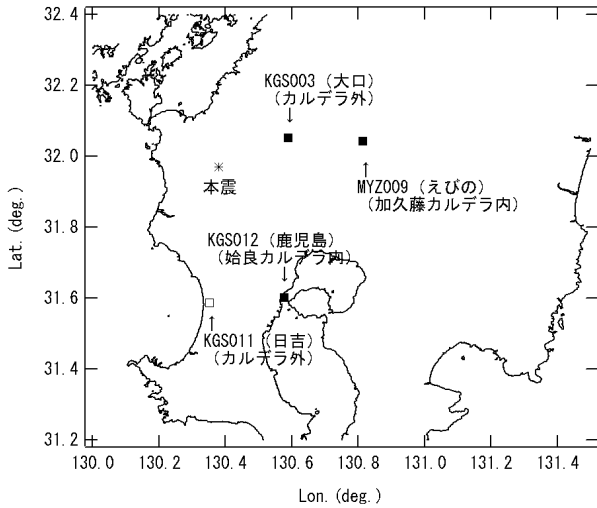 32.4
32.2
32.0
31.8
31.6
31.4
31.2
Lat. (deg.)
KGS003 (大口)
(カルデラ外)
↓
*
本震
↑
MYZ009 (えびの)
(加久藤カルデラ内)
KGS012 (鹿児島)
(姶良カルデラ内)
↓
↑
KGS011 (日吉)
(カルデラ外)
130.0 130.2 130.4 130.6 130.8 131.0 131.2 131.4
Lon. (deg.)